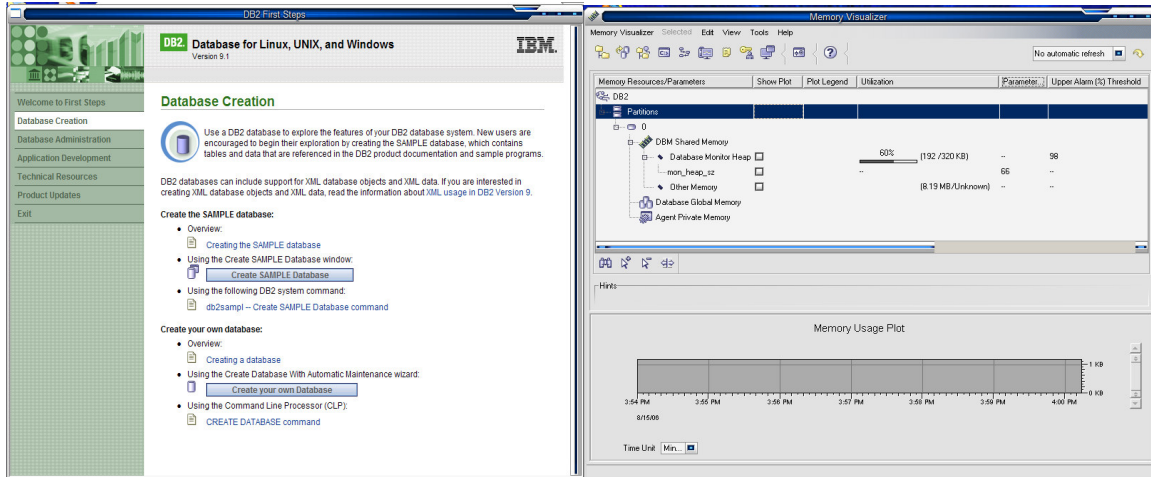 DB2 First Steps
DB2. Database for Linux, UNIX, and Windows
Version 9.1
IBM.
Welcome to First Steps
Database Creation
Database Administration
Application Development
Technical Resources
Product Updates
Exit
Database Creation
Use a DB2 database to explore the features of your DB2 database system. New users are
encouraged to begin their exploration by creating the SAMPLE database, which contains
tables and data that are referenced in the DB2 product documentation and sample programs.
DB2 databases can include support for XML database objects and XML data. If you are interested in
creating XML database objects and XML data, read the information about XML usage in DB2 Version 9.
Create the SAMPLE database:
• Overview:
Creating the SAMPLE database
• Using the Create SAMPLE Database window:
Create SAMPLE Database
• Using the following DB2 system command:
db2sampl -- Create SAMPLE Database command
Create your own database:
• Overview:
Creating a database
• Using the Create Database With Automatic Maintenance wizard:
Create your own Database
• Using the Command Line Processor (CLP):
CREATE DATABASE command
Memory Visualizer
Memory Visualizer Selected Edit View Tools Help
No automatic refresh
Memory Resources/Parameters Show Plot Plot Legend Utilization Parameter... Upper Alarm (%) Threshold
DB2
Partitions
0
DBM Shared Memory
Database Monitor Heap 60% (192 /320 KB) -- 98
mon_heap_sz -- 66 --
Other Memory (8.19 MB/Unknown) -- --
Database Global Memory
Agent Private Memory
Hints
Memory Usage Plot
1 KB
0 KB
3:54 PM 3:55 PM 3:56 PM 3:57 PM 3:58 PM 3:59 PM 4:00 PM
8/15/06
Time Unit Min...